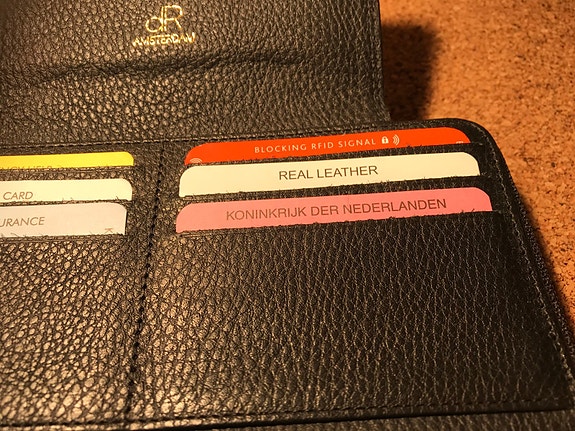 dR
AMSTERDAM
BLOCKING RFID SIGNAL
REAL LEATHER
KONINKRIJK DER NEDERLANDEN
CARD
URANCE